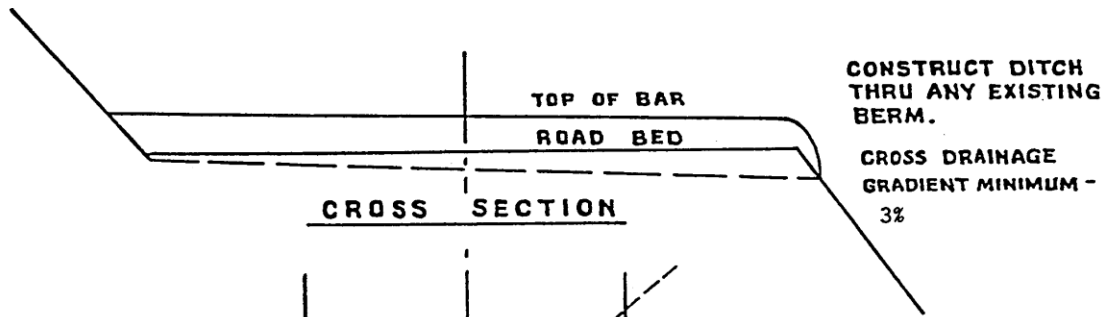 TOP OF BAR
ROAD BED
CROSS SECTION
CONSTRUCT DITCH
THRU ANY EXISTING
BERM.
CROSS DRAINAGE
GRADIENT MINIMUM -
3%